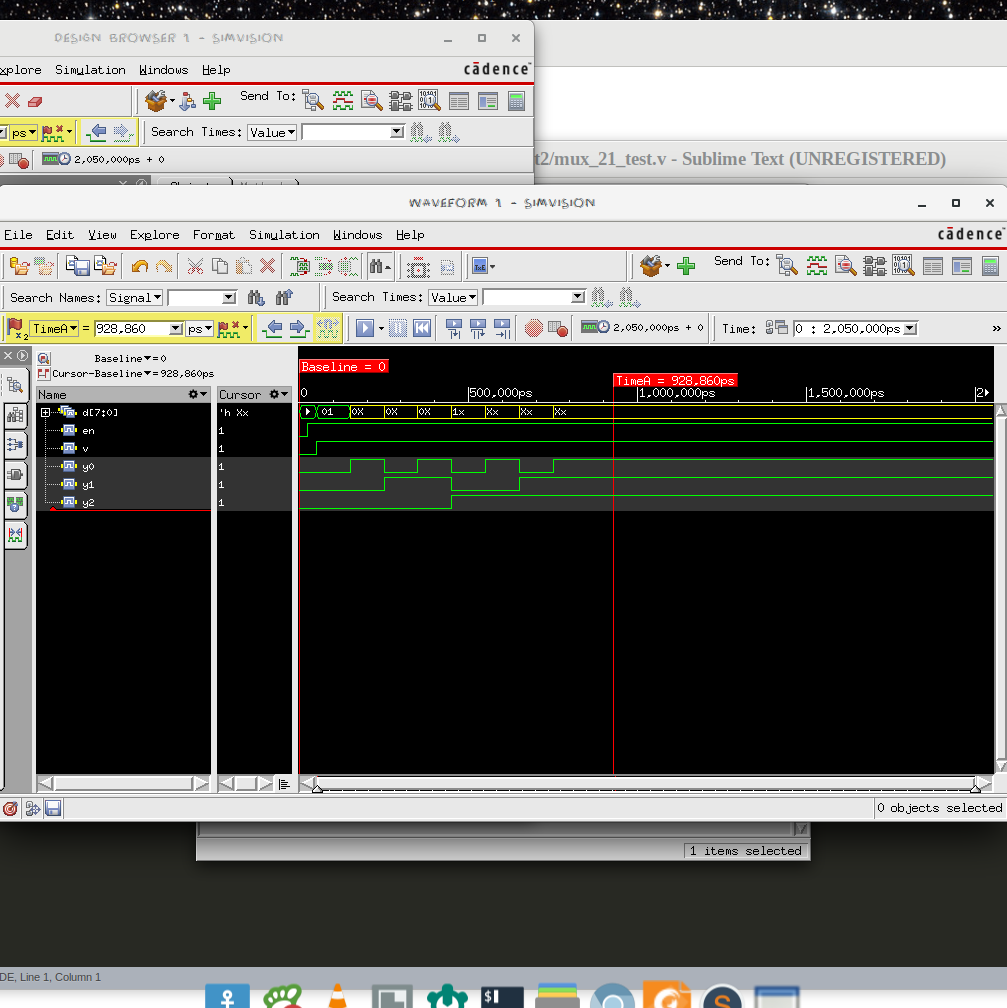 DESIGN BROWSER 1 - SIMVISION
xplore Simulation Windows Help
cādence
Send To:
ps
Search Times: Value
2,050,000ps + 0
t2/mux_21_test.v - Sublime Text (UNREGISTERED)
WAVEFORM 1 - SIMVISION
File Edit View Explore Format Simulation Windows Help
cādence
Send To:
Search Names: Signal
Search Times: Value
TimeA = 928,860 ps
2,050,000ps + 0
Time: 0 : 2,050,000ps
»
Baseline = 0
Cursor-Baseline = 928,860ps
Name
Cursor
Baseline = 0
TimeA = 928,860ps
0 500,000ps 1,000,000ps 1,500,000ps 2
d[7:0] 'h Xx 01 0X 0X 0X 1x Xx Xx Xx
en 1
v 1
y0 1
y1 1
y2 1
0 objects selected
1 items selected
DE, Line 1, Column 1
$
S